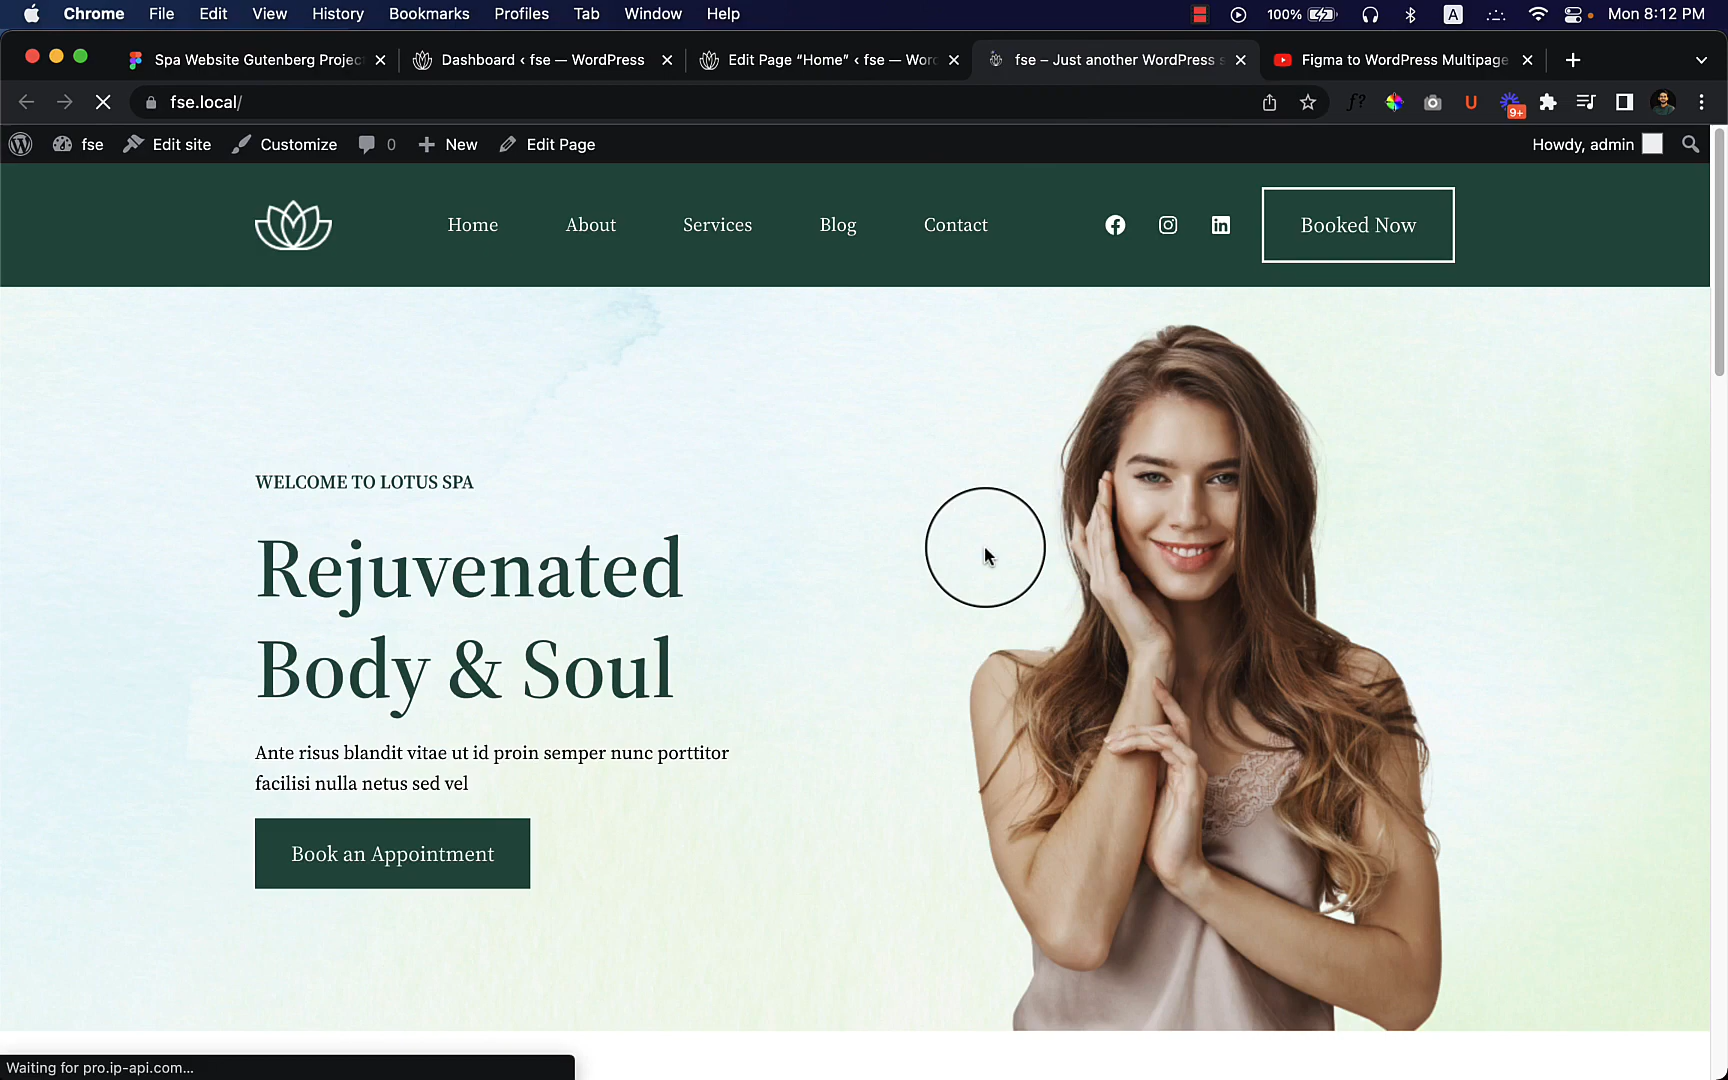 Chrome File Edit View History Bookmarks Profiles Tab Window Help 100% A Mon 8:12 PM
Spa Website Gutenberg Projec Dashboard ‹ fse — WordPress Edit Page “Home” ‹ fse — Wor fse – Just another WordPress s Figma to WordPress Multipage
fse.local/ f? U 9+
fse Edit site Customize 0 New Edit Page Howdy, admin
Home About Services Blog Contact Booked Now
WELCOME TO LOTUS SPA
Rejuvenated
Body & Soul
Ante risus blandit vitae ut id proin semper nunc porttitor
facilisi nulla netus sed vel
Book an Appointment
Waiting for pro.ip-api.com...